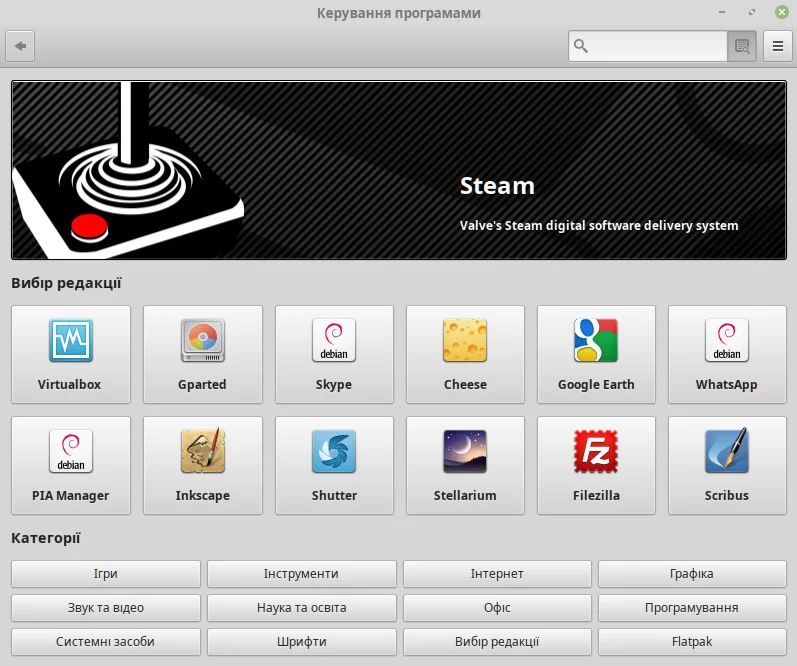 Керування програмами
Steam
Valve's Steam digital software delivery system
Вибір редакції
debian
debian
Virtualbox Gparted Skype Cheese Google Earth WhatsApp
debian
PIA Manager Inkscape Shutter Stellarium Filezilla Scribus
Категорії
Ігри Інструменти Інтернет Графіка
Звук та відео Наука та освіта Офіс Програмування
Системні засоби Шрифти Вибір редакції Flatpak